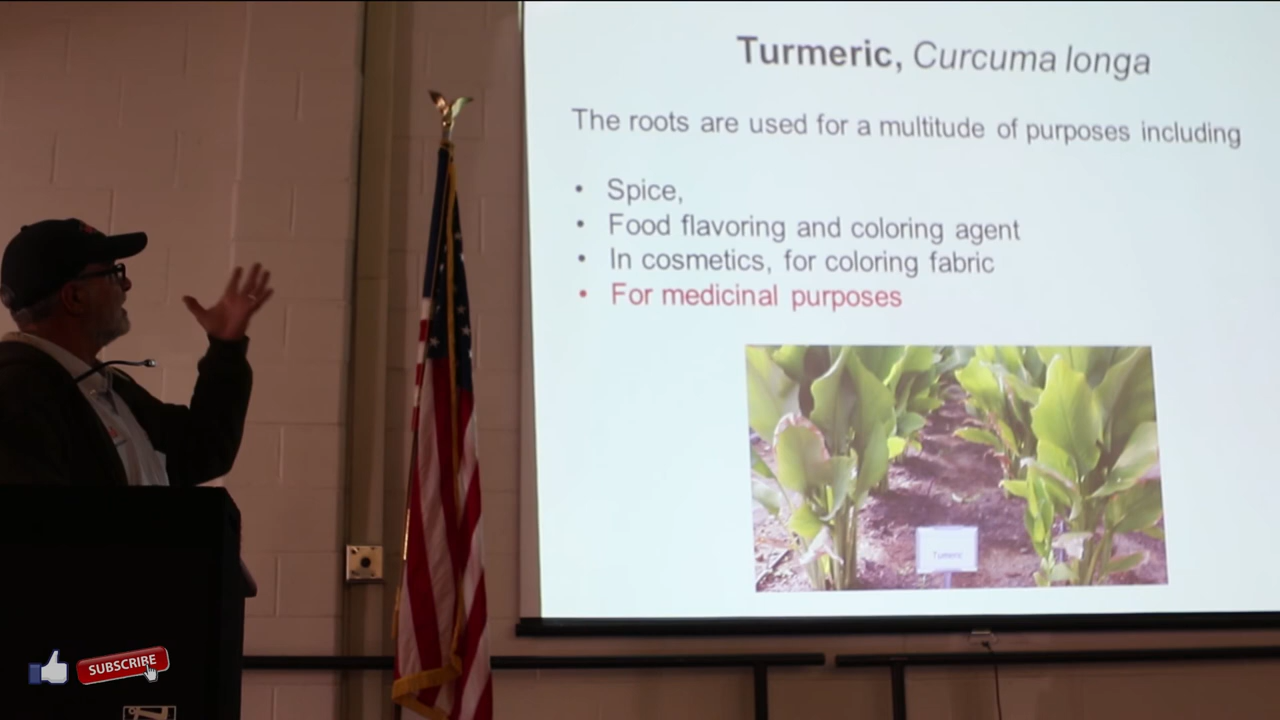 Turmeric, Curcuma longa
The roots are used for a multitude of purposes including
• Spice,
• Food flavoring and coloring agent
• In cosmetics, for coloring fabric
• For medicinal purposes
Tumeric
SUBSCRIBE